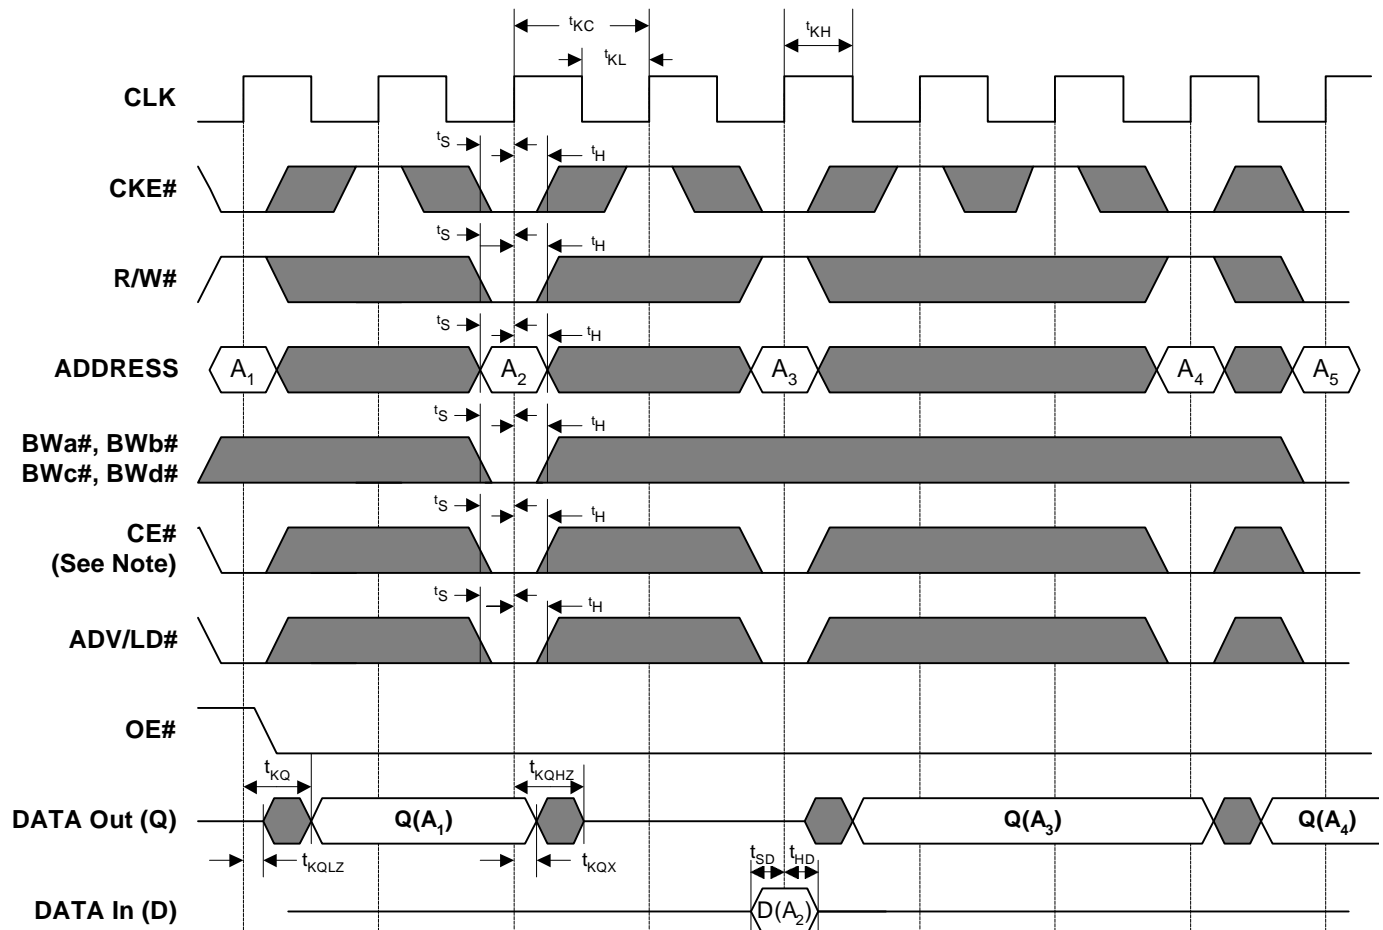 tKC
tKH
tKL
CLK
tS
tH
CKE#
tS
tH
R/W#
tS
tH
ADDRESS
A1
A2
A3
A4
A5
tS
tH
BWa#, BWb#
BWc#, BWd#
tS
tH
CE#
(See Note)
tS
tH
ADV/LD#
OE#
tKQ
tKQHZ
DATA Out (Q)
Q(A1)
Q(A3)
Q(A4)
tKQLZ
tKQX
tSD
tHD
DATA In (D)
D(A2)